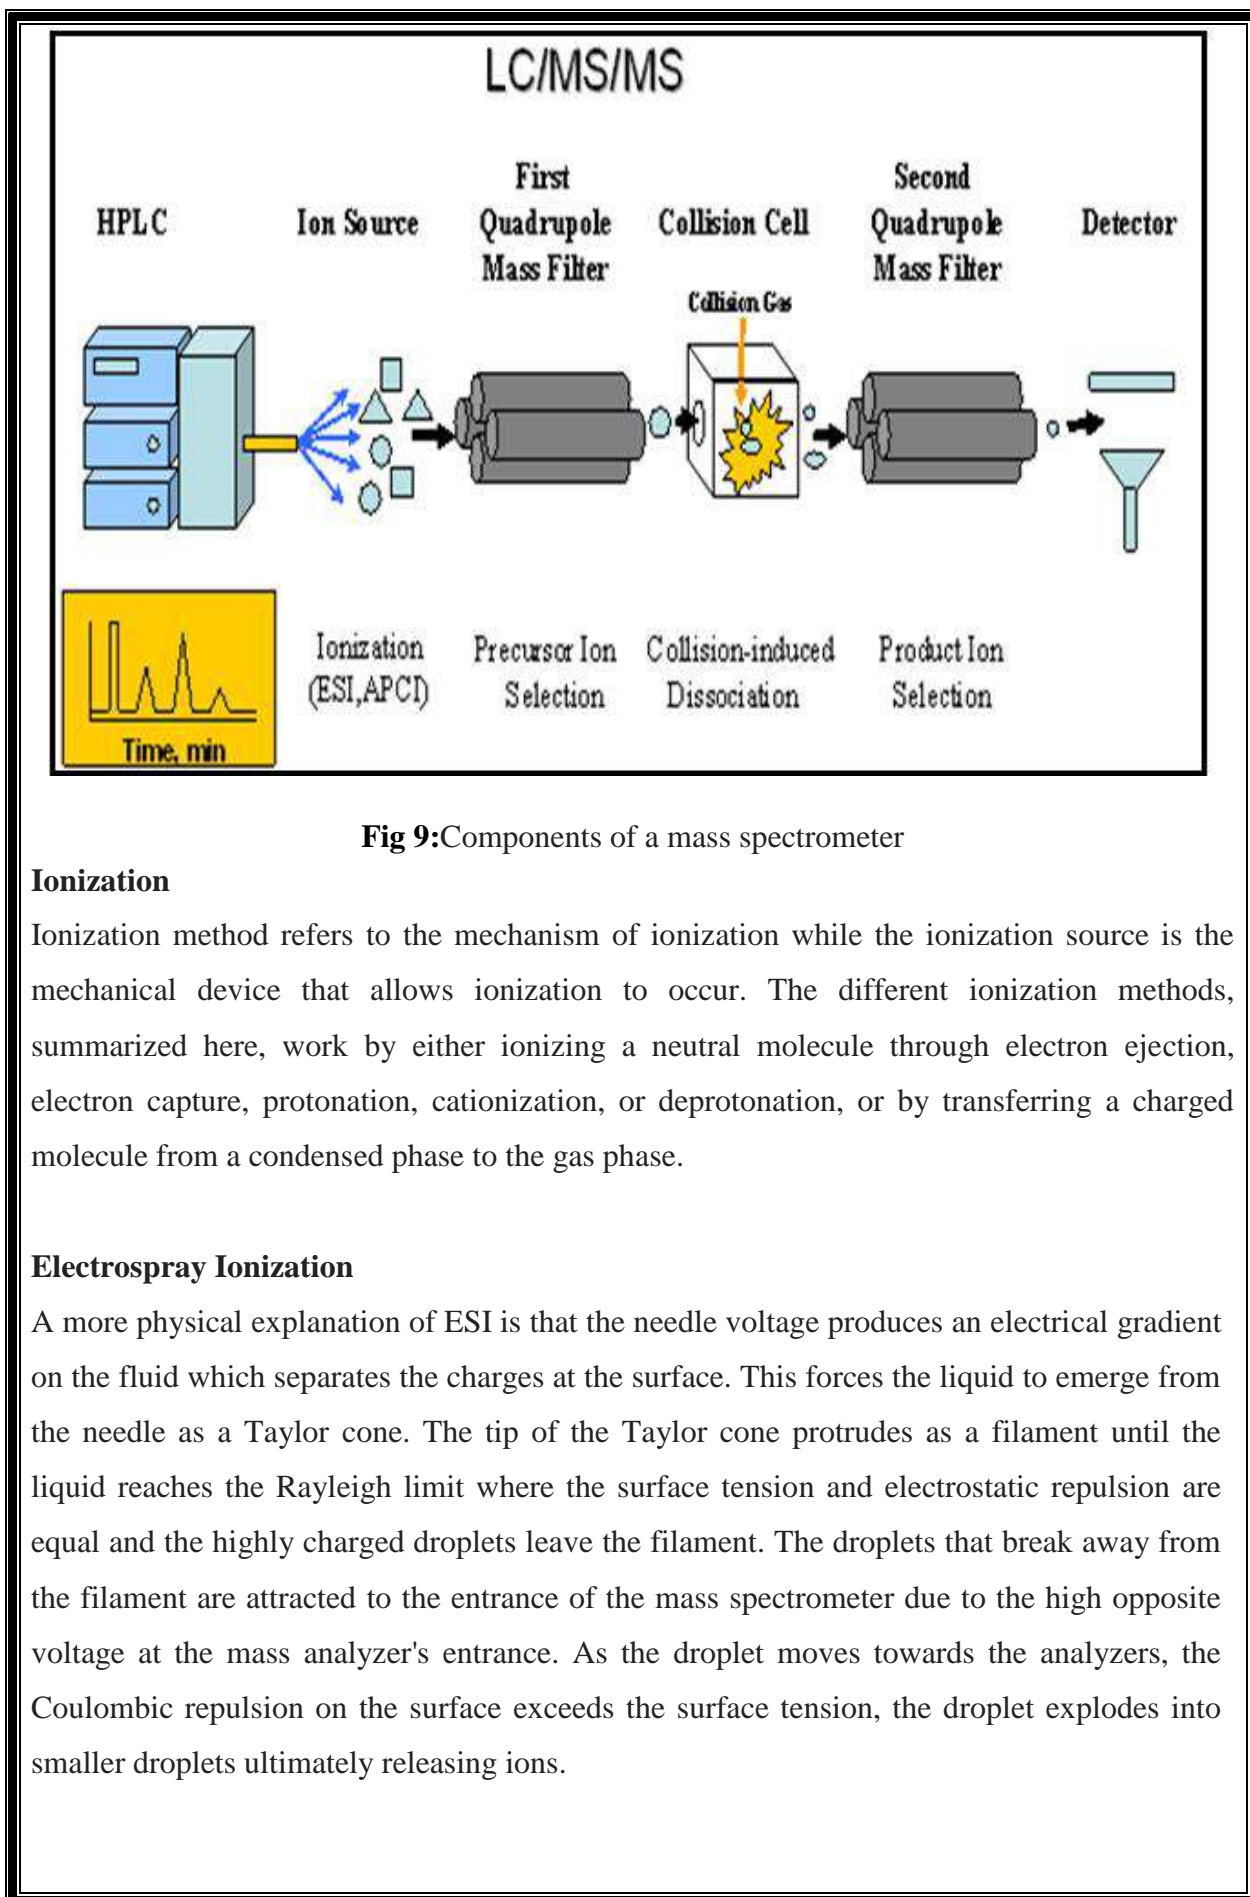 LC/MS/MS
HPLC
Ion Source
First
Quadrupole
Mass Filter
Collision Cell
Collision Gas
Second
Quadrupole
Mass Filter
Detector
Time, min
Ionization
(ESI,APCI)
Precursor Ion
Selection
Collision-induced
Dissociation
Product Ion
Selection
Fig 9:Components of a mass spectrometer
Ionization
Ionization method refers to the mechanism of ionization while the ionization source is the
mechanical device that allows ionization to occur. The different ionization methods,
summarized here, work by either ionizing a neutral molecule through electron ejection,
electron capture, protonation, cationization, or deprotonation, or by transferring a charged
molecule from a condensed phase to the gas phase.
Electrospray Ionization
A more physical explanation of ESI is that the needle voltage produces an electrical gradient
on the fluid which separates the charges at the surface. This forces the liquid to emerge from
the needle as a Taylor cone. The tip of the Taylor cone protrudes as a filament until the
liquid reaches the Rayleigh limit where the surface tension and electrostatic repulsion are
equal and the highly charged droplets leave the filament. The droplets that break away from
the filament are attracted to the entrance of the mass spectrometer due to the high opposite
voltage at the mass analyzer's entrance. As the droplet moves towards the analyzers, the
Coulombic repulsion on the surface exceeds the surface tension, the droplet explodes into
smaller droplets ultimately releasing ions.